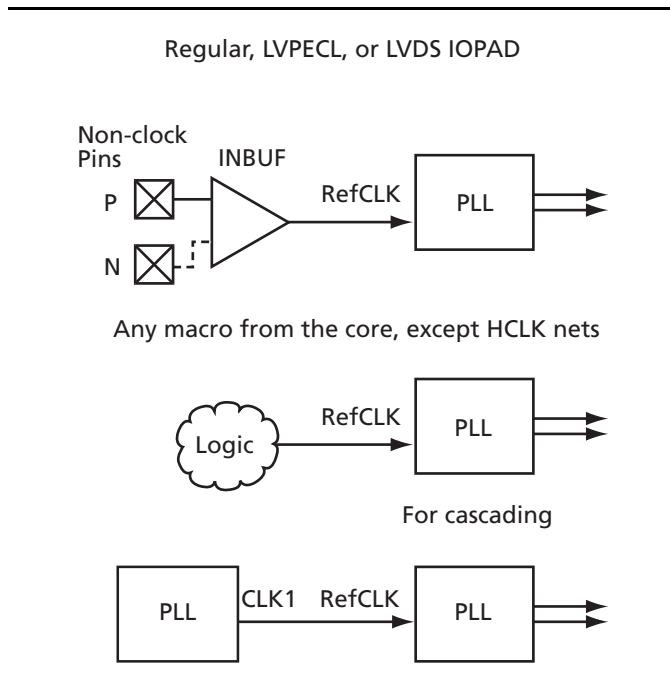 Regular, LVPECL, or LVDS IOPAD
Non-clock
Pins
INBUF
P
RefCLK
PLL
N
Any macro from the core, except HCLK nets
Logic
RefCLK
PLL
For cascading
PLL
CLK1
RefCLK
PLL